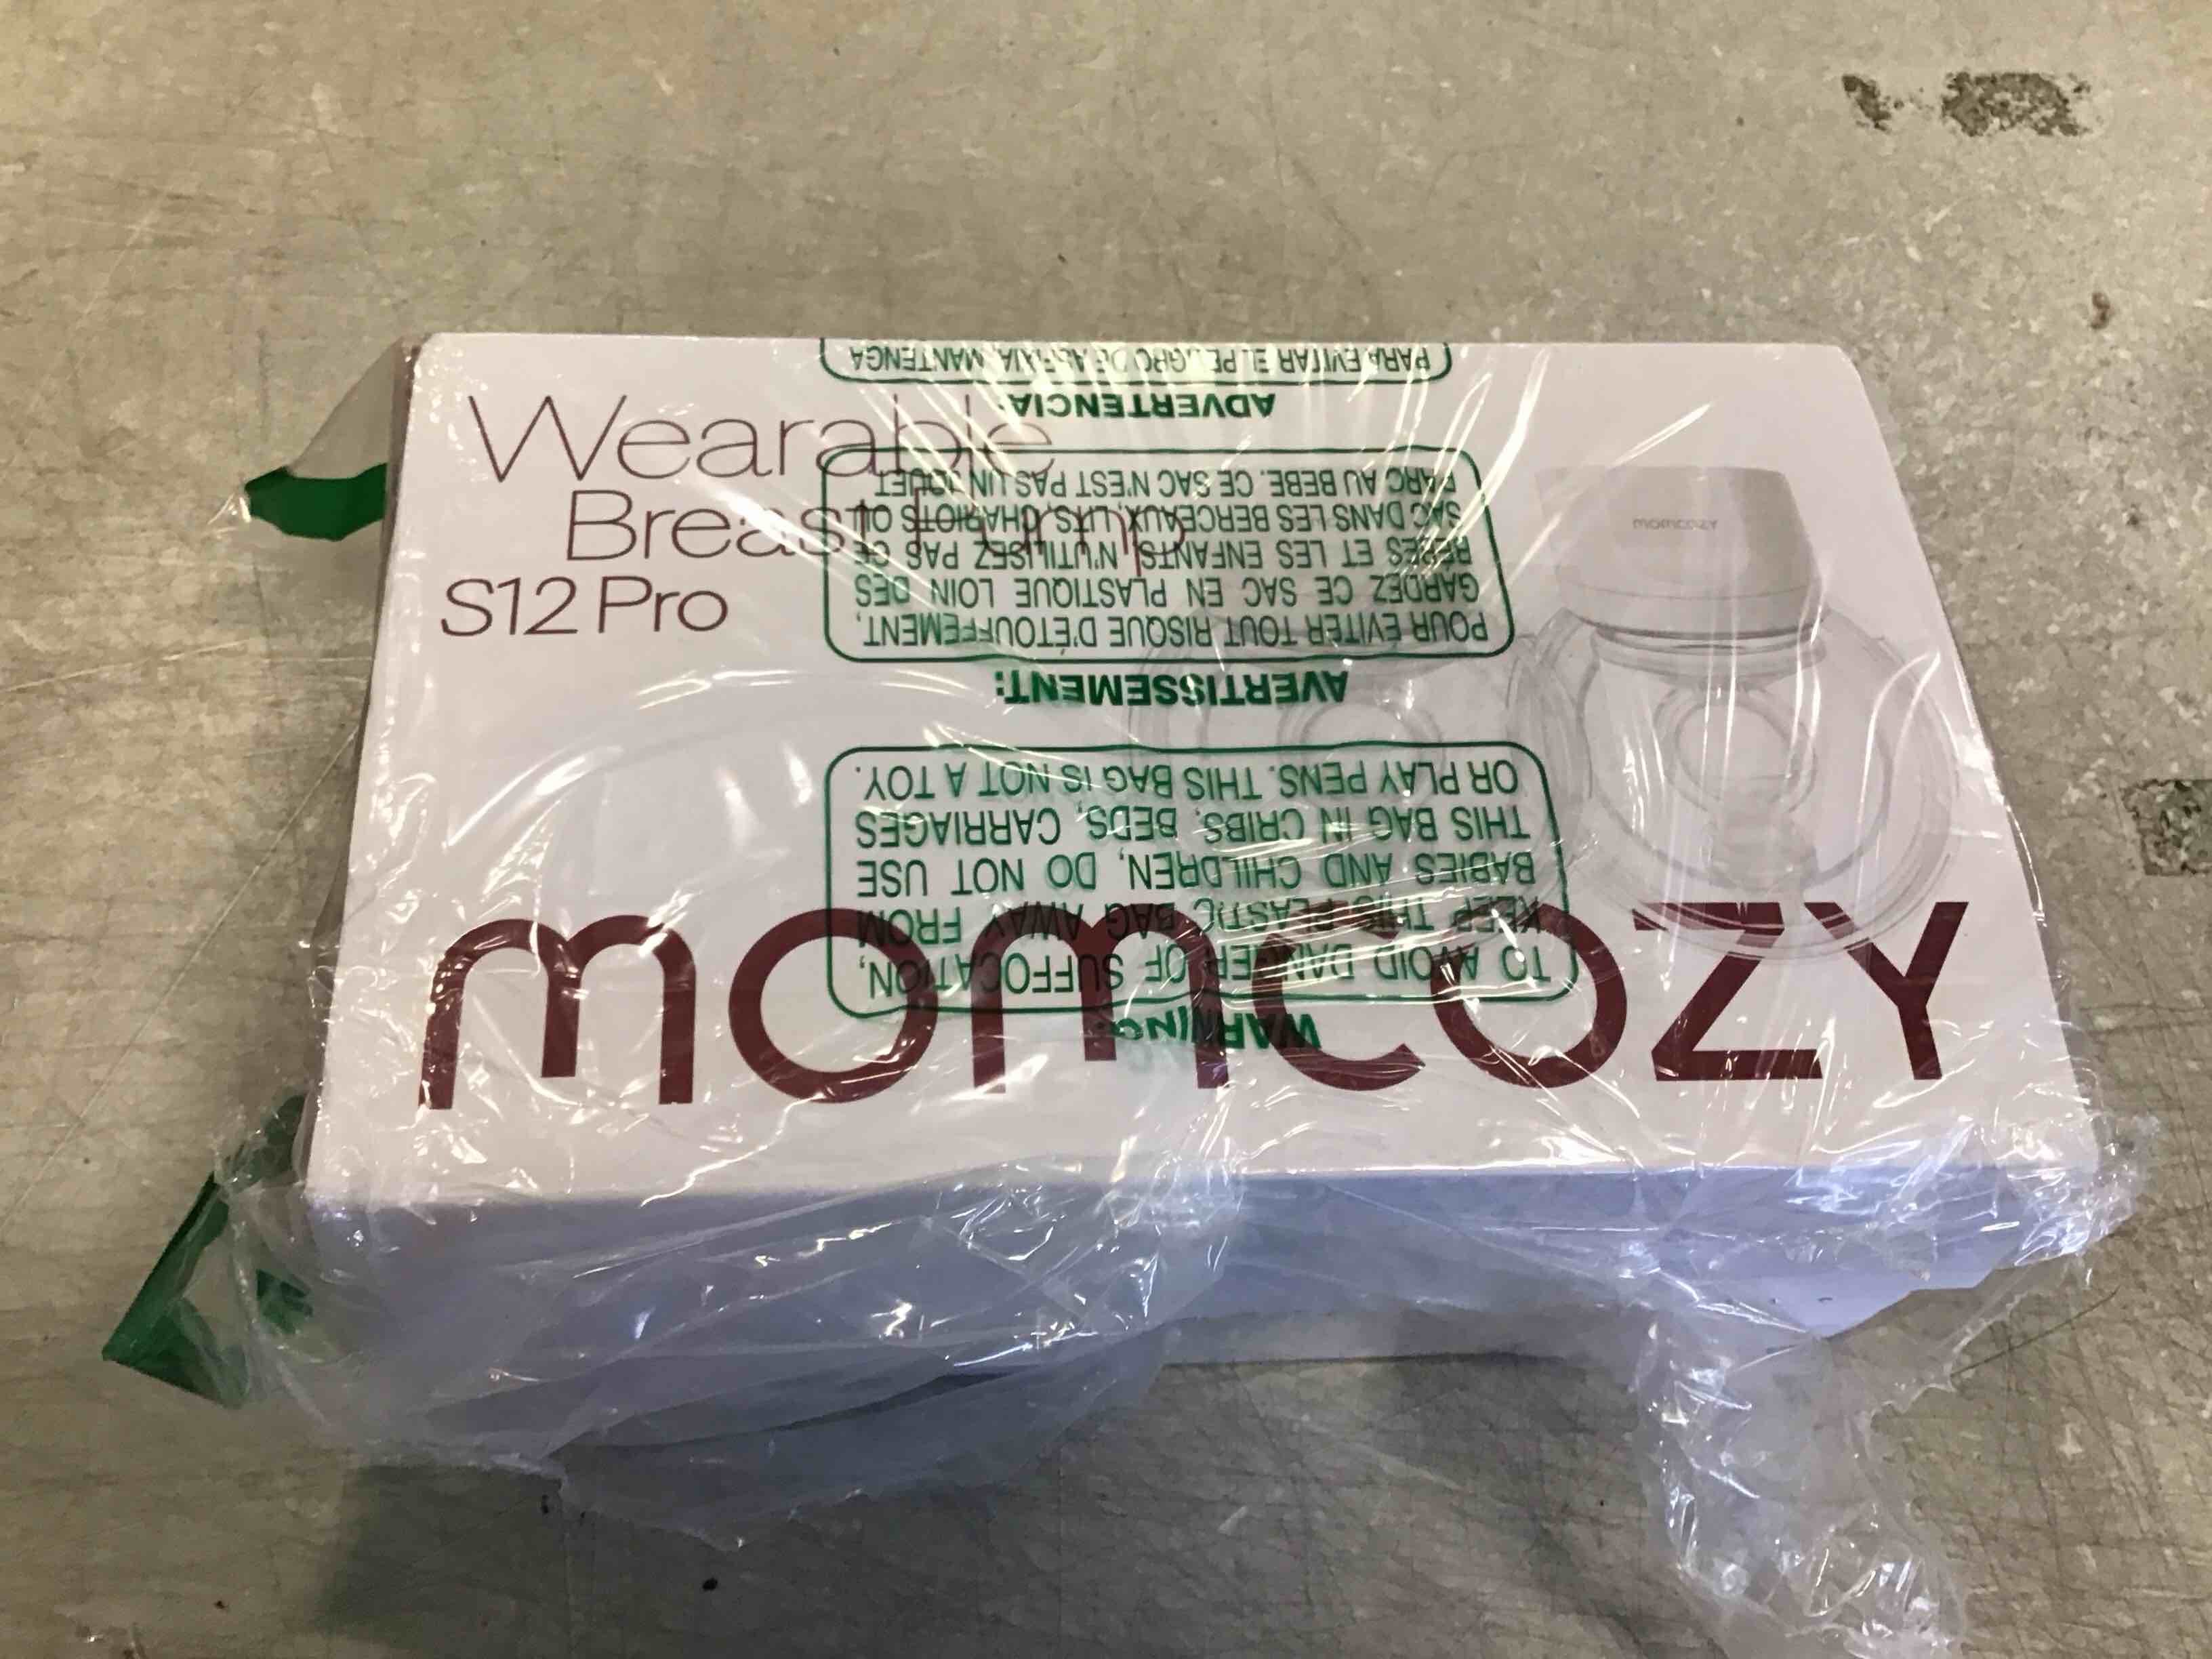 Wearable
Breast Pump
S12 Pro
momcozy
momcozy
WARNING:
TO AVOID DANGER OF SUFFOCATION,
KEEP THIS PLASTIC BAG AWAY FROM
BABIES AND CHILDREN, DO NOT USE
THIS BAG IN CRIBS, BEDS, CARRIAGES
OR PLAY PENS. THIS BAG IS NOT A TOY.
AVERTISSEMENT:
POUR EVITER TOUT RISQUE D'ÉTOUFFEMENT,
GARDEZ CE SAC EN PLASTIQUE LOIN DES
BÉBÉS ET LES ENFANTS, N'UTILISEZ PAS CE
SAC DANS LES BERCEAUX, LITS, CHARIOTS OU
PARC AU BEBE. CE SAC N'EST PAS UN JOUET
ADVERTENCIA:
PARA EVITAR EL PELIGRO DE ASFIXIA, MANTENGA